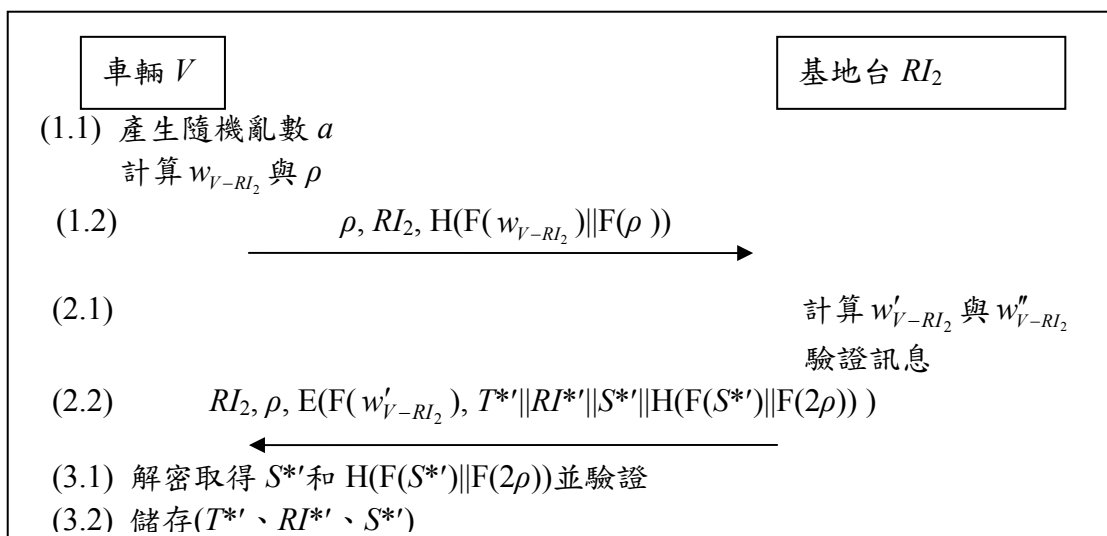 車輛 V 基地台 RI₂
(1.1) 產生隨機亂數 a
計算 w_{V−RI₂} 與 ρ
(1.2) ρ, RI₂, H(F( w_{V−RI₂} )||F(ρ ))
(2.1) 計算 w′_{V−RI₂} 與 w″_{V−RI₂}
驗證訊息
(2.2) RI₂, ρ, E(F( w′_{V−RI₂} ), T*′||RI*′||S*′||H(F(S*′)||F(2ρ)) )
(3.1) 解密取得 S*′和 H(F(S*′)||F(2ρ))並驗證
(3.2) 儲存(T*′、RI*′、S*′)